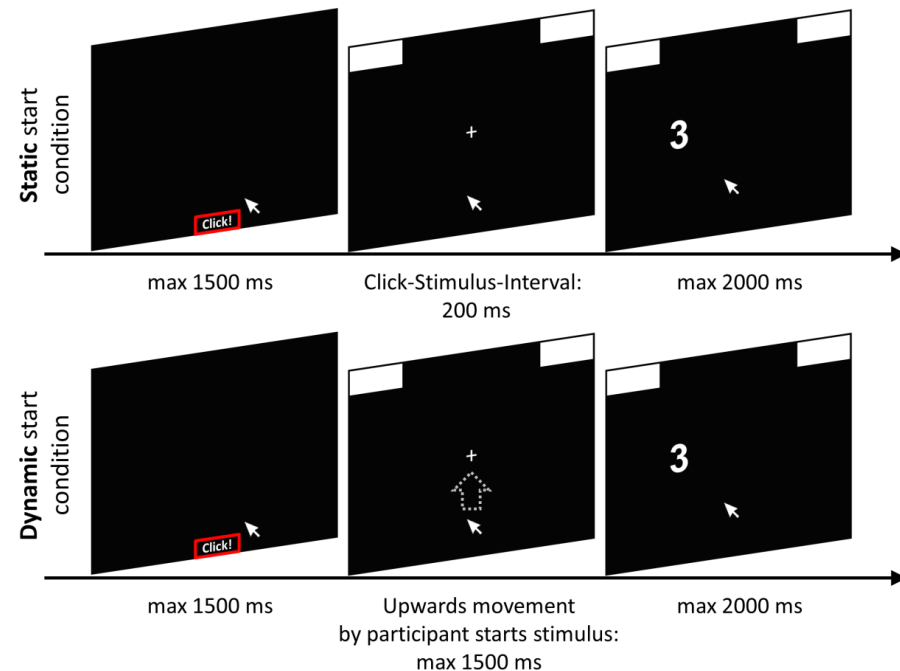 Static start
condition
Click!
3
max 1500 ms
Click-Stimulus-Interval:
200 ms
max 2000 ms
Dynamic start
condition
Click!
3
max 1500 ms
Upwards movement
by participant starts stimulus:
max 1500 ms
max 2000 ms